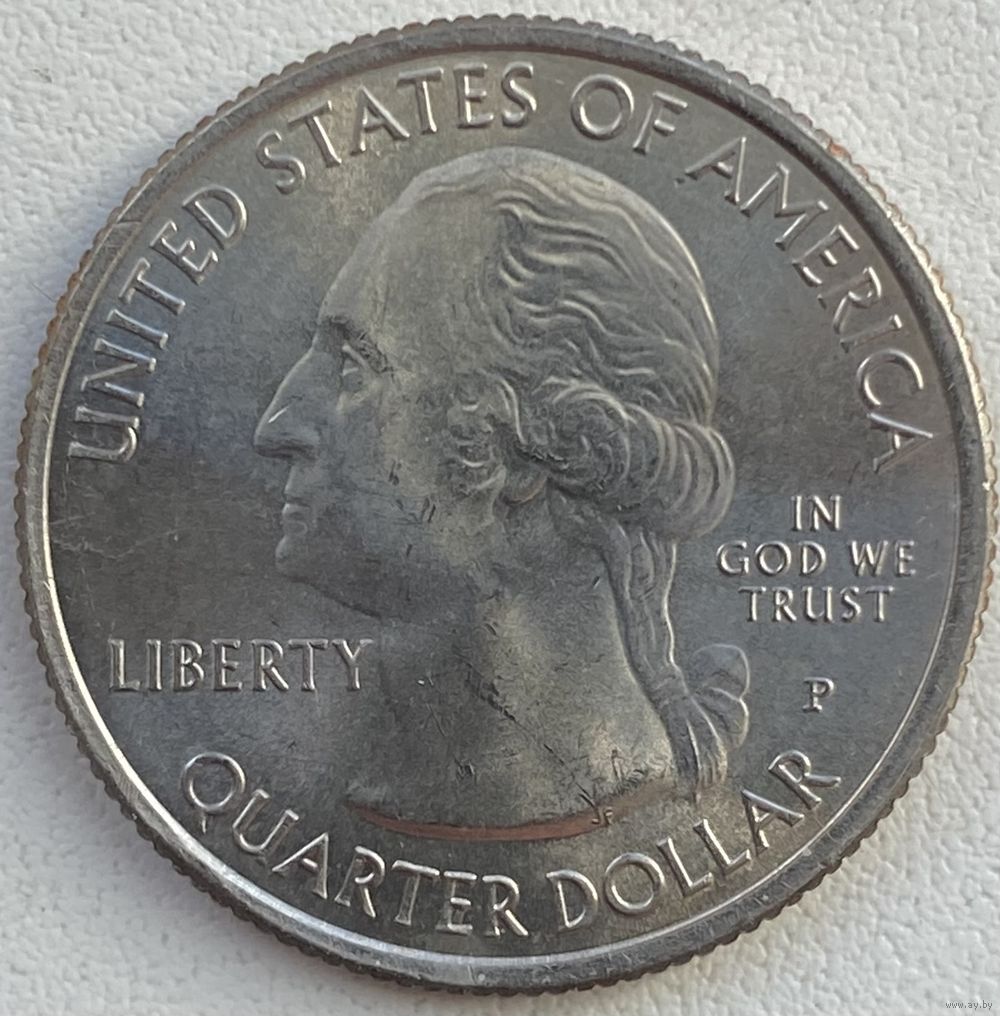 UNITED STATES OF AMERICA
IN
GOD WE
TRUST
LIBERTY
P
JF
QUARTER DOLLAR
www.ay.by